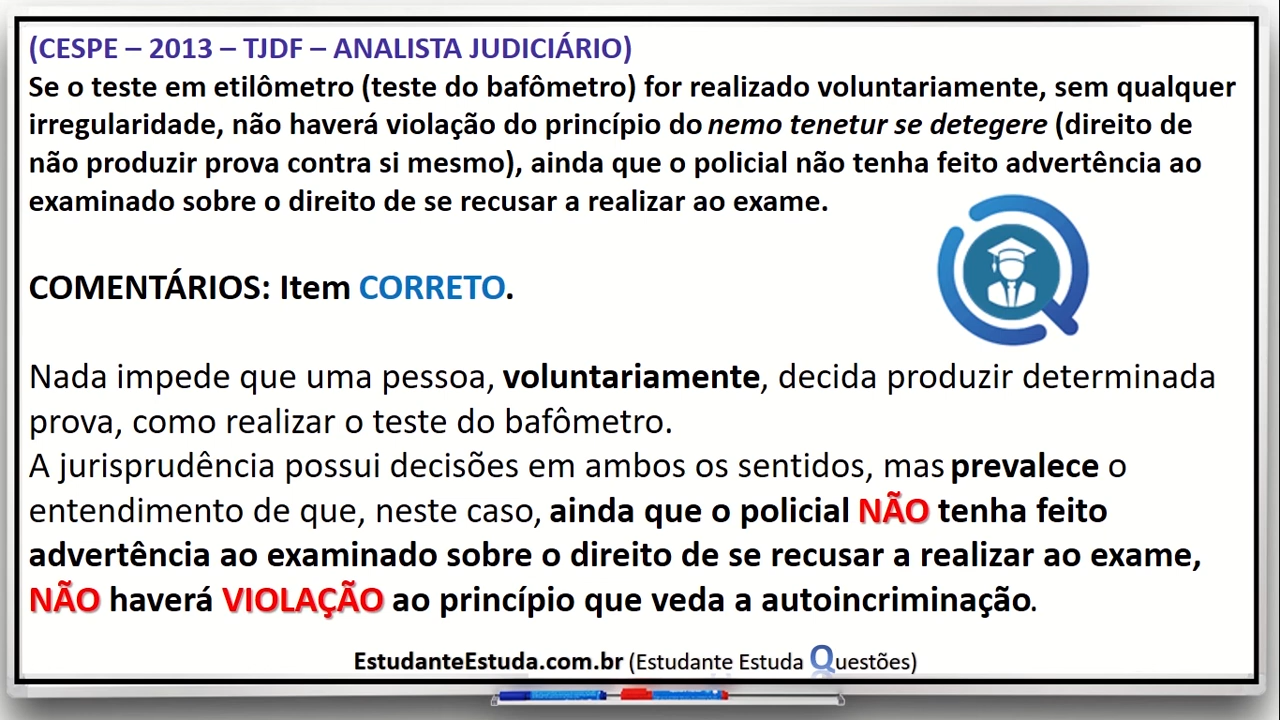 (CESPE – 2013 – TJDF – ANALISTA JUDICIÁRIO)
Se o teste em etilômetro (teste do bafômetro) for realizado voluntariamente, sem qualquer
irregularidade, não haverá violação do princípio do nemo tenetur se detegere (direito de
não produzir prova contra si mesmo), ainda que o policial não tenha feito advertência ao
examinado sobre o direito de se recusar a realizar ao exame.
COMENTÁRIOS: Item CORRETO.
Nada impede que uma pessoa, voluntariamente, decida produzir determinada
prova, como realizar o teste do bafômetro.
A jurisprudência possui decisões em ambos os sentidos, mas prevalece o
entendimento de que, neste caso, ainda que o policial NÃO tenha feito
advertência ao examinado sobre o direito de se recusar a realizar ao exame,
NÃO haverá VIOLAÇÃO ao princípio que veda a autoincriminação.
EstudanteEstuda.com.br (Estudante Estuda Questões)